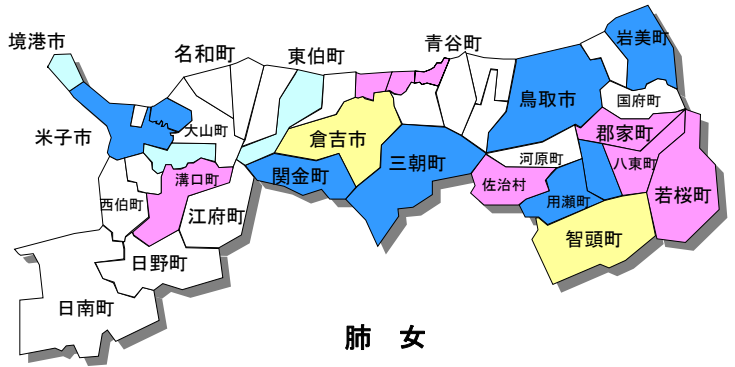 境港市
名和町
東伯町
青谷町
岩美町
米子市
大山町
倉吉市
鳥取市
国府町
溝口町
関金町
三朝町
河原町
郡家町
八東町
西伯町
江府町
佐治村
用瀬町
若桜町
日野町
智頭町
日南町
肺 女